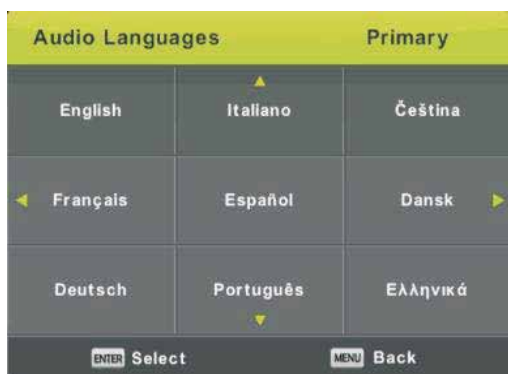 Audio Languages Primary
English Italiano Čeština
Français Español Dansk
Deutsch Português Ελληνικά
ENTER Select MENU Back